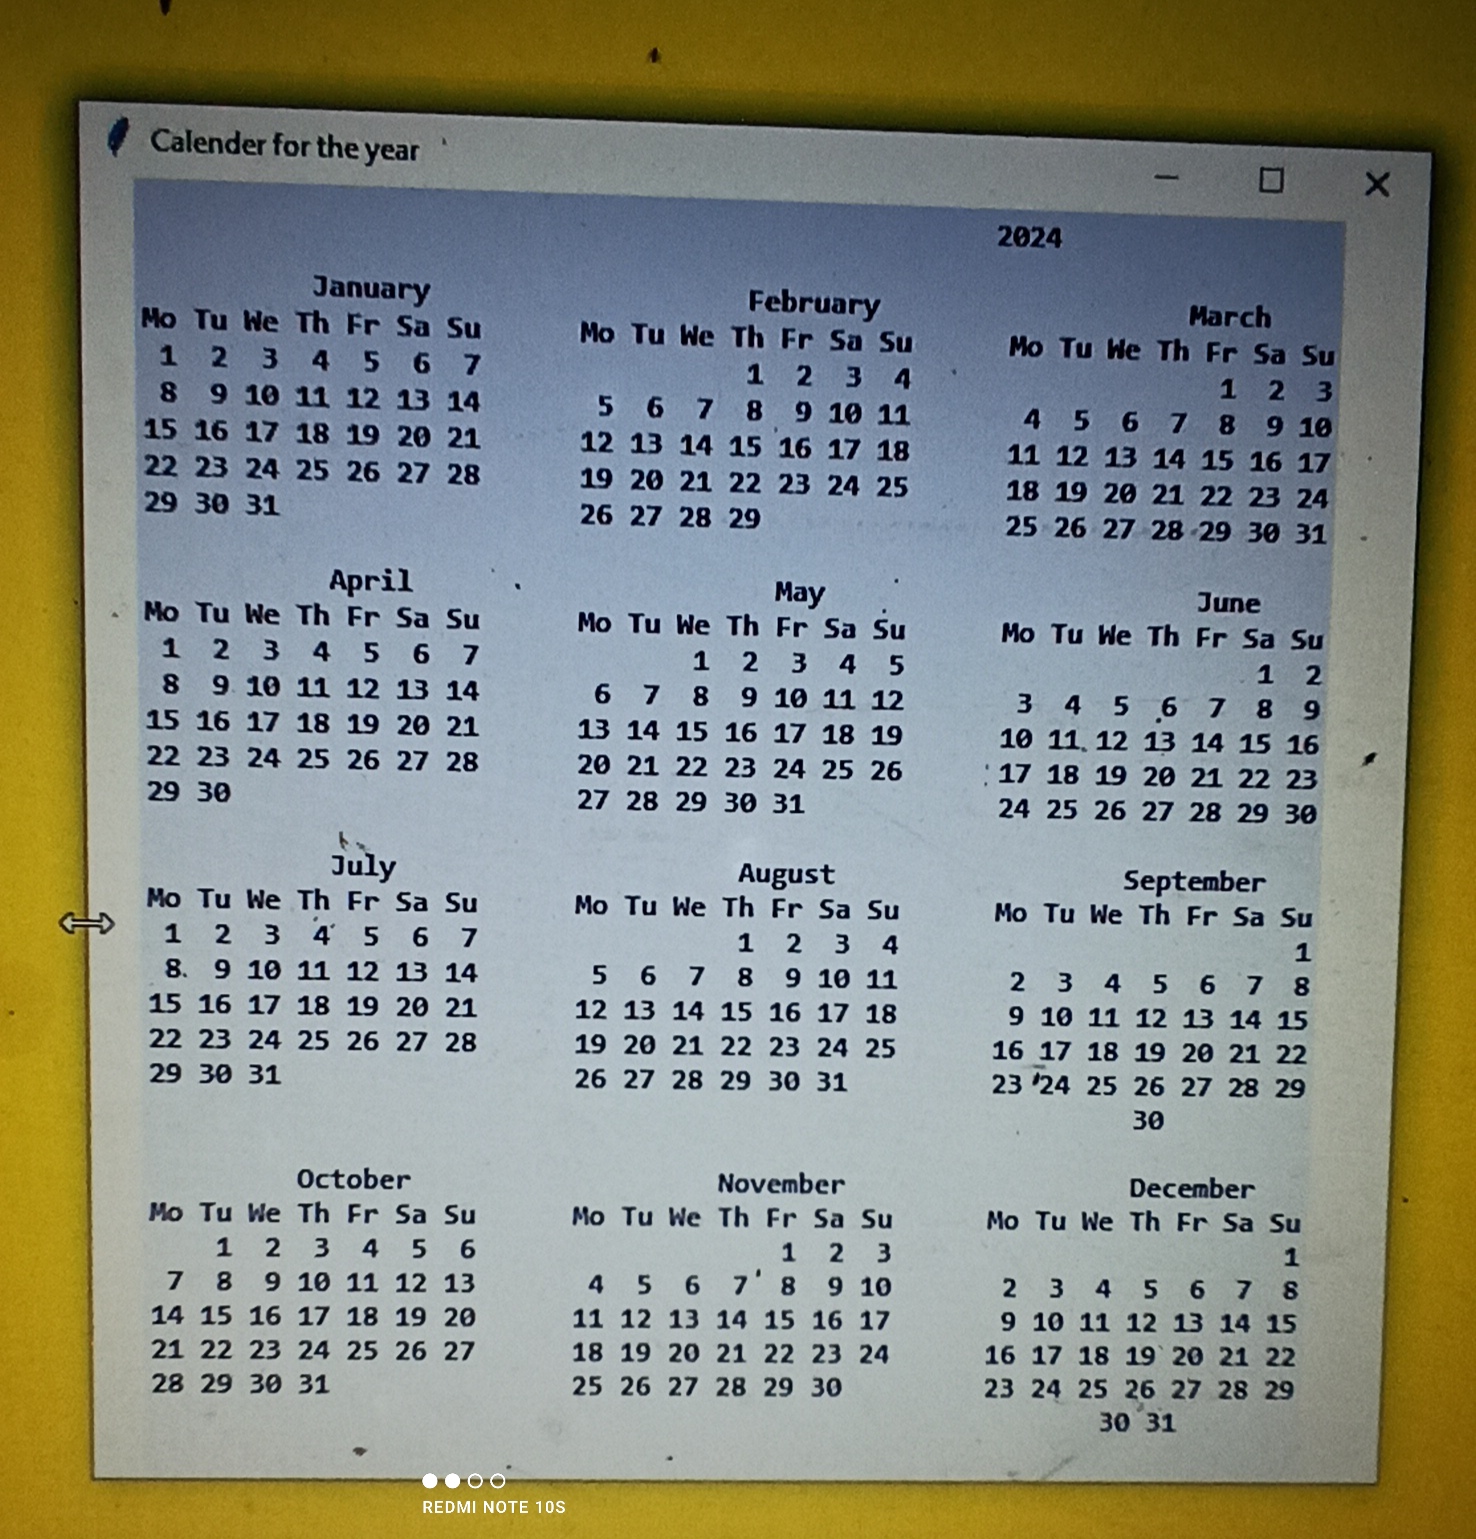 Calender for the year
2024
January February March
Mo Tu We Th Fr Sa Su Mo Tu We Th Fr Sa Su Mo Tu We Th Fr Sa Su
1 2 3 4 5 6 7 1 2 3 4 1 2 3
8 9 10 11 12 13 14 5 6 7 8 9 10 11 4 5 6 7 8 9 10
15 16 17 18 19 20 21 12 13 14 15 16 17 18 11 12 13 14 15 16 17
22 23 24 25 26 27 28 19 20 21 22 23 24 25 18 19 20 21 22 23 24
29 30 31 26 27 28 29 25 26 27 28 29 30 31
April May June
Mo Tu We Th Fr Sa Su Mo Tu We Th Fr Sa Su Mo Tu We Th Fr Sa Su
1 2 3 4 5 6 7 1 2 3 4 5 1 2
8 9 10 11 12 13 14 6 7 8 9 10 11 12 3 4 5 6 7 8 9
15 16 17 18 19 20 21 13 14 15 16 17 18 19 10 11 12 13 14 15 16
22 23 24 25 26 27 28 20 21 22 23 24 25 26 17 18 19 20 21 22 23
29 30 27 28 29 30 31 24 25 26 27 28 29 30
July August September
Mo Tu We Th Fr Sa Su Mo Tu We Th Fr Sa Su Mo Tu We Th Fr Sa Su
1 2 3 4 5 6 7 1 2 3 4 1
8 9 10 11 12 13 14 5 6 7 8 9 10 11 2 3 4 5 6 7 8
15 16 17 18 19 20 21 12 13 14 15 16 17 18 9 10 11 12 13 14 15
22 23 24 25 26 27 28 19 20 21 22 23 24 25 16 17 18 19 20 21 22
29 30 31 26 27 28 29 30 31 23 24 25 26 27 28 29
30
October November December
Mo Tu We Th Fr Sa Su Mo Tu We Th Fr Sa Su Mo Tu We Th Fr Sa Su
1 2 3 4 5 6 1 2 3 1
7 8 9 10 11 12 13 4 5 6 7 8 9 10 2 3 4 5 6 7 8
14 15 16 17 18 19 20 11 12 13 14 15 16 17 9 10 11 12 13 14 15
21 22 23 24 25 26 27 18 19 20 21 22 23 24 16 17 18 19 20 21 22
28 29 30 31 25 26 27 28 29 30 23 24 25 26 27 28 29
30 31
REDMI NOTE 10S